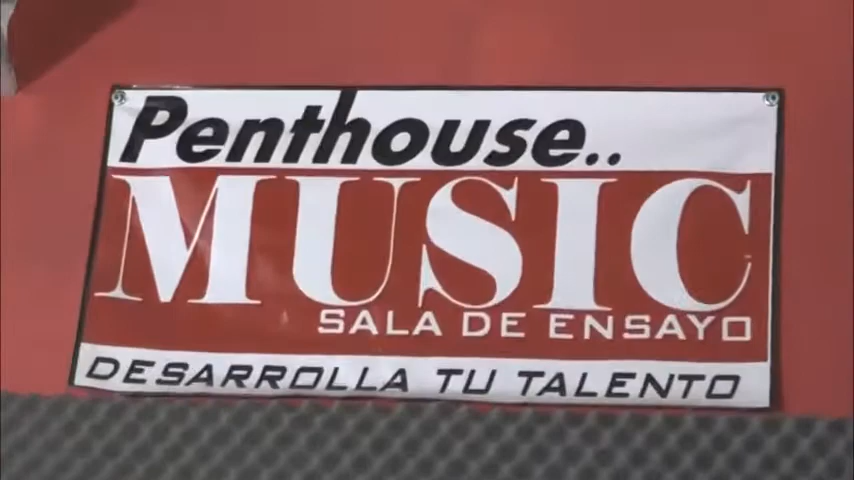 Penthouse..
MUSIC
SALA DE ENSAYO
DESARROLLA TU TALENTO